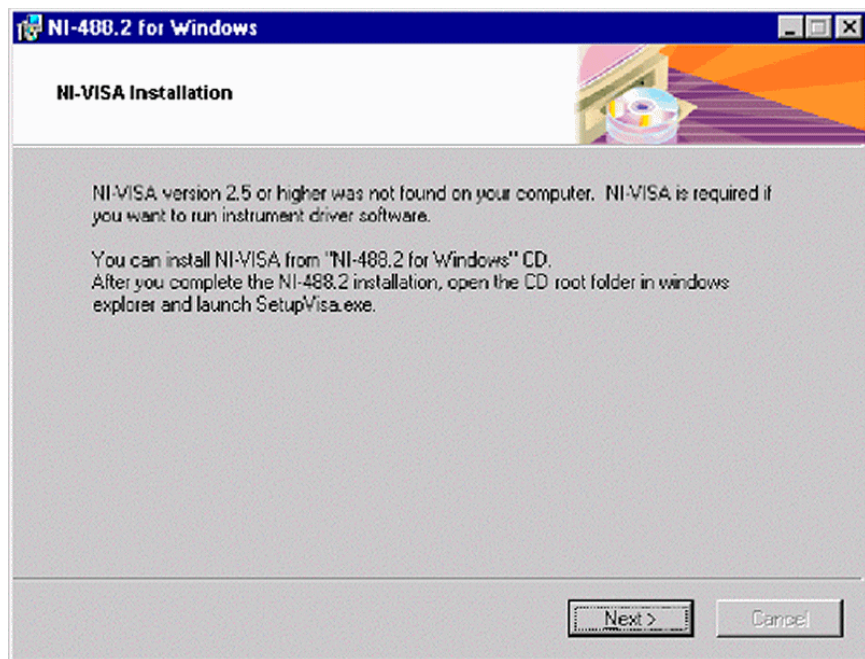 NI-488.2 for Windows
NI-VISA Installation
NI-VISA version 2.5 or higher was not found on your computer. NI-VISA is required if
you want to run instrument driver software.
You can install NI-VISA from "NI-488.2 for Windows" CD.
After you complete the NI-488.2 installation, open the CD root folder in windows
explorer and launch SetupVisa.exe.
Next >
Cancel